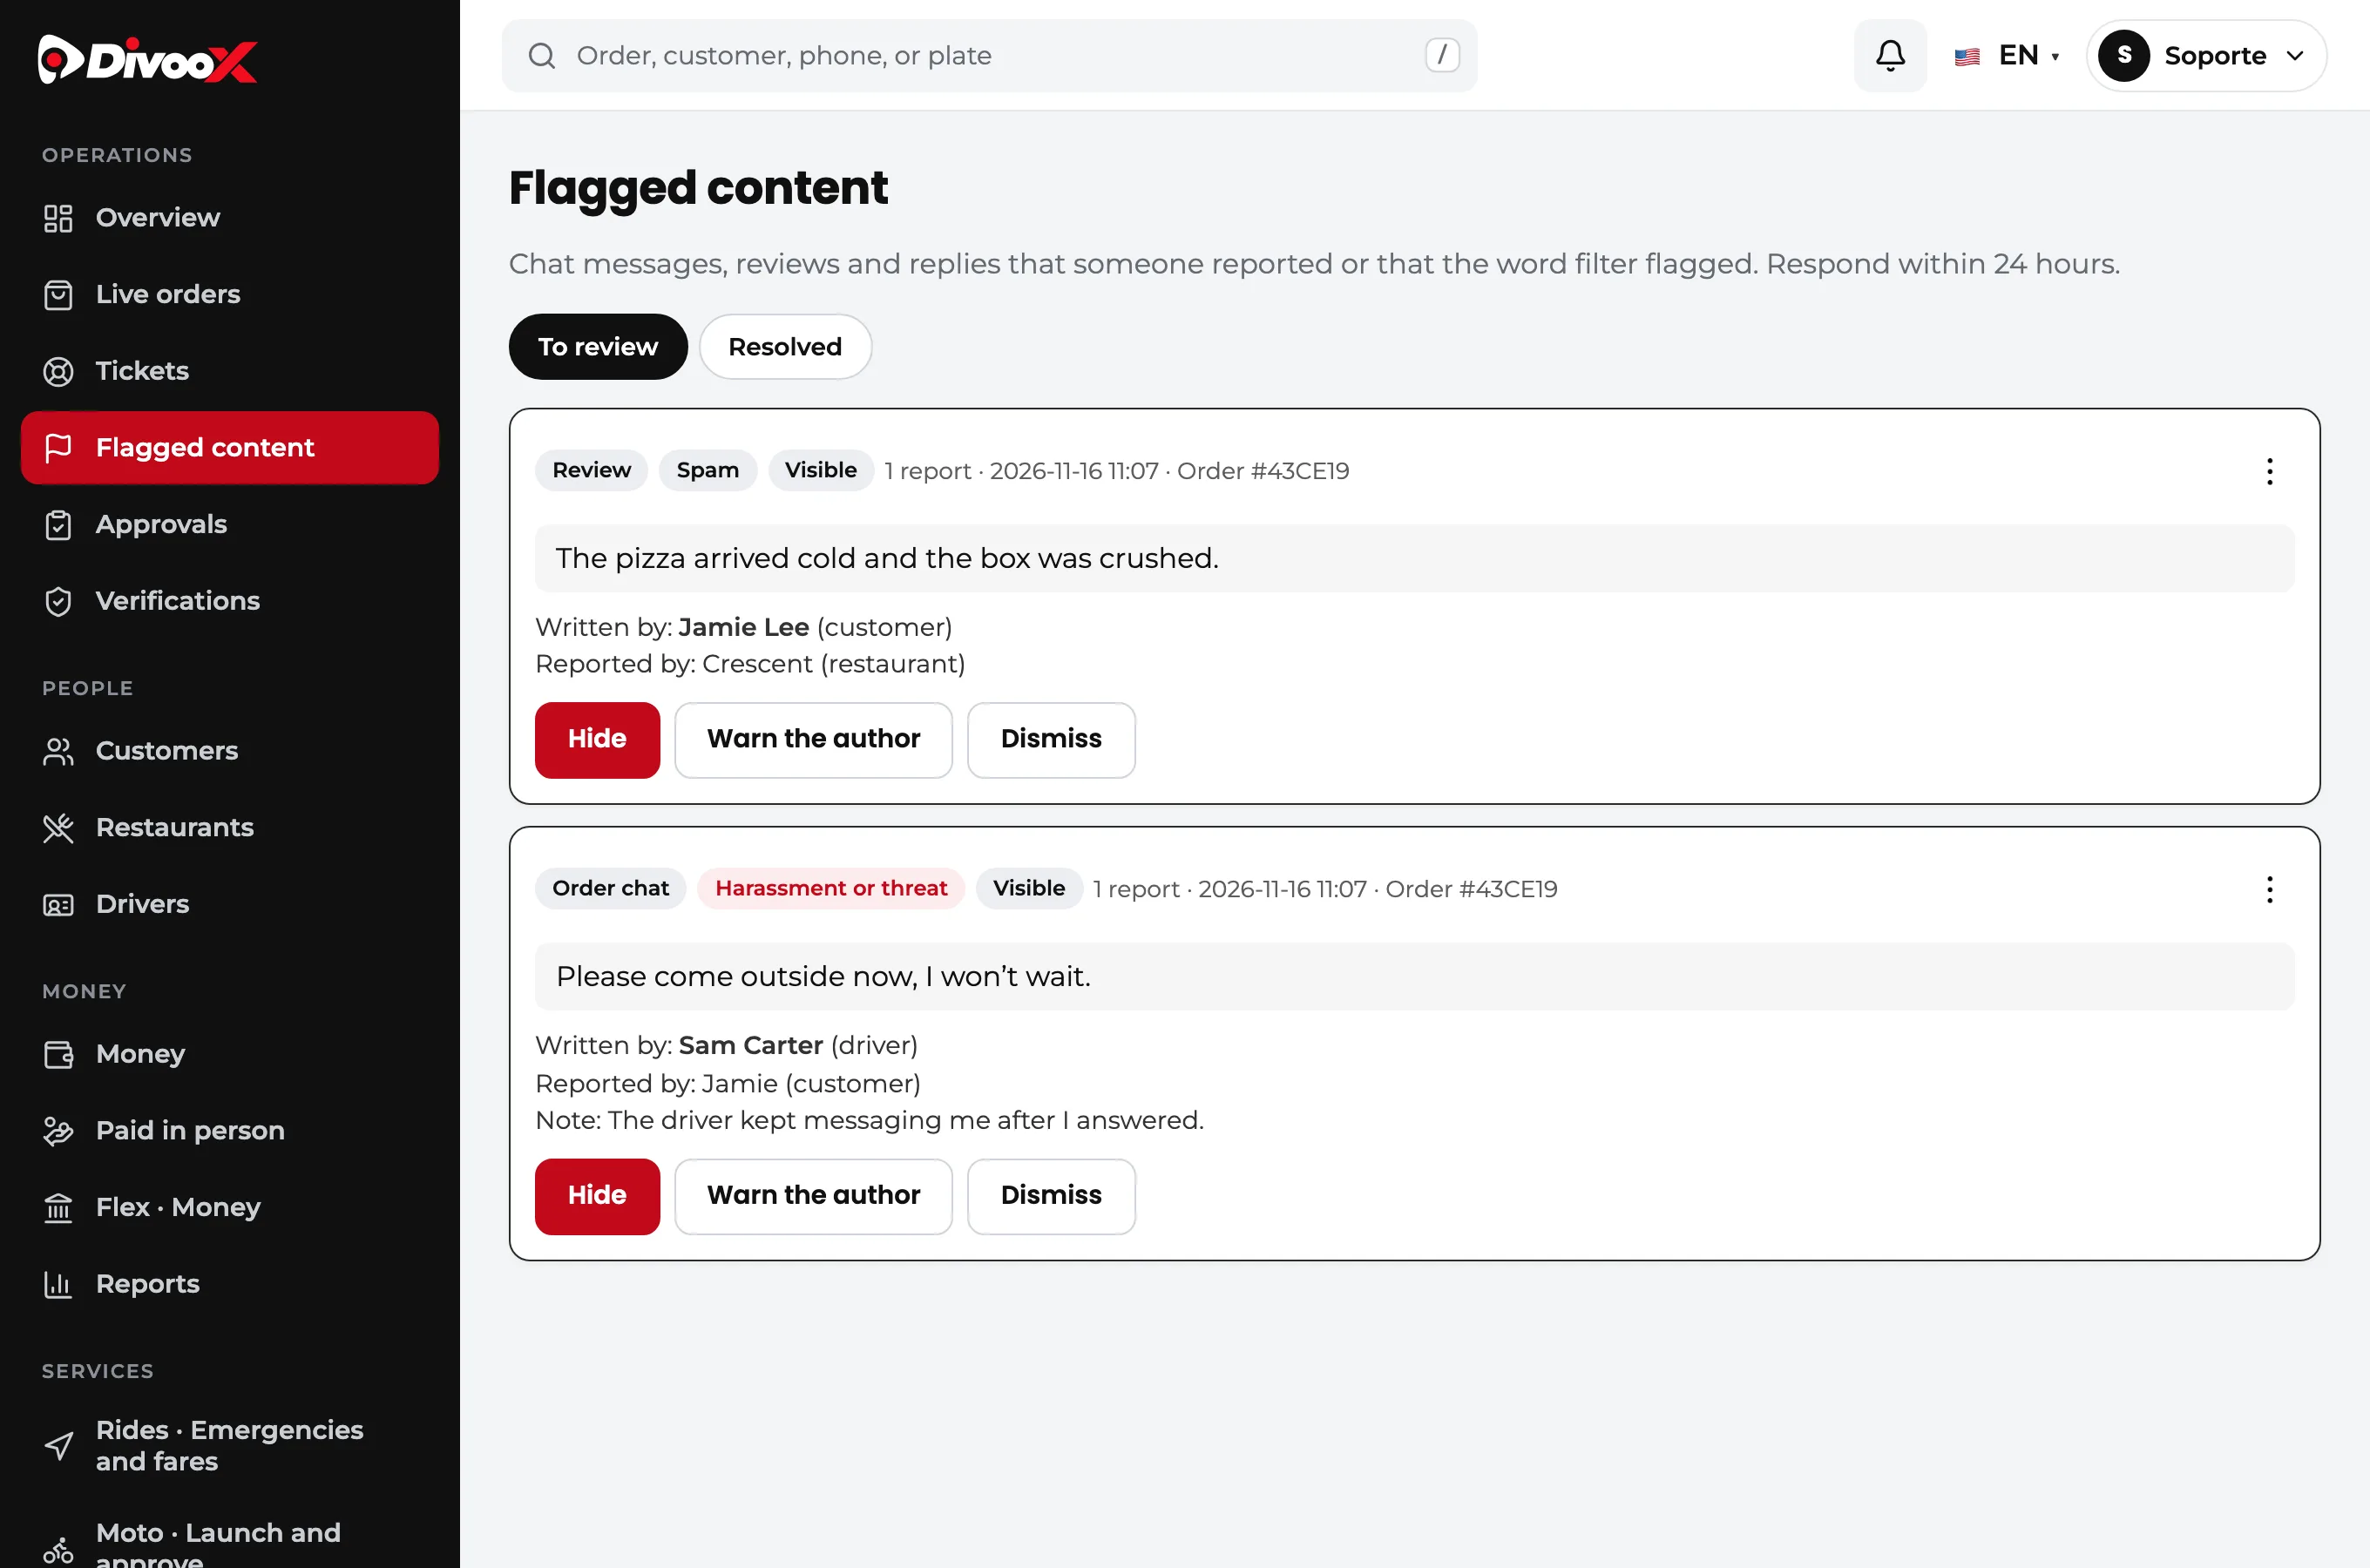 DivooX
OPERATIONS
Overview
Live orders
Tickets
Flagged content
Approvals
Verifications
PEOPLE
Customers
Restaurants
Drivers
MONEY
Money
Paid in person
Flex · Money
Reports
SERVICES
Rides · Emergencies
and fares
Moto · Launch and
approve
Order, customer, phone, or plate
/
EN
S
Soporte
Flagged content
Chat messages, reviews and replies that someone reported or that the word filter flagged. Respond within 24 hours.
To review
Resolved
Review Spam Visible 1 report · 2026-11-16 11:07 · Order #43CE19
The pizza arrived cold and the box was crushed.
Written by: Jamie Lee (customer)
Reported by: Crescent (restaurant)
Hide
Warn the author
Dismiss
Order chat Harassment or threat Visible 1 report · 2026-11-16 11:07 · Order #43CE19
Please come outside now, I won’t wait.
Written by: Sam Carter (driver)
Reported by: Jamie (customer)
Note: The driver kept messaging me after I answered.
Hide
Warn the author
Dismiss